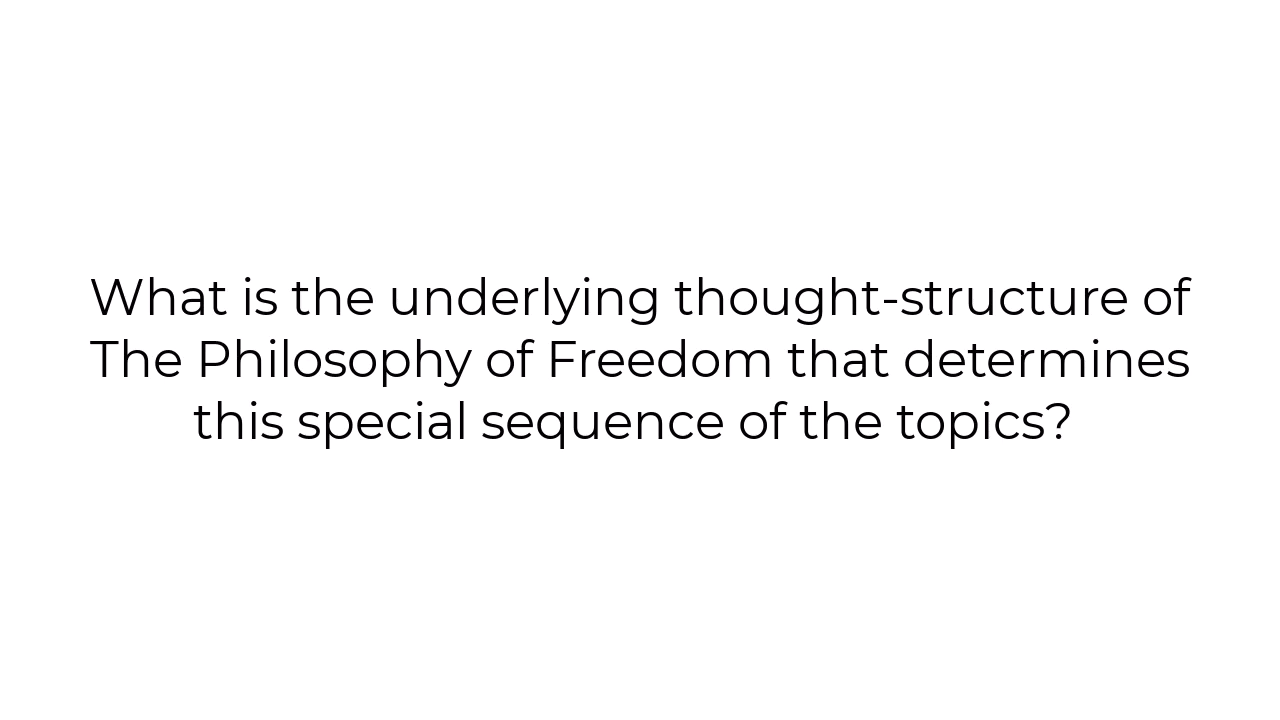 What is the underlying thought-structure of
The Philosophy of Freedom that determines
this special sequence of the topics?